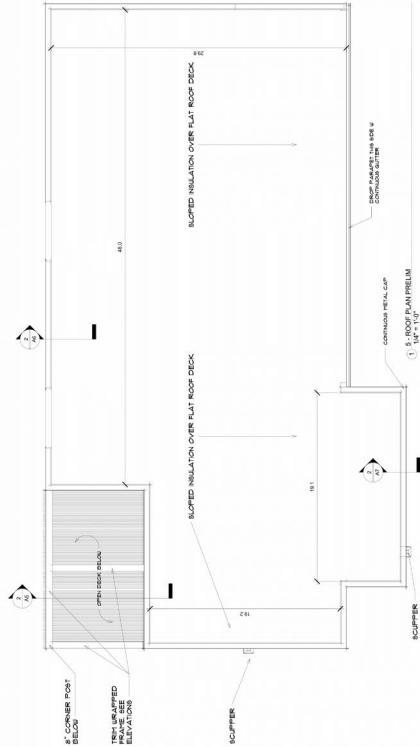 29.8
SLOPED INSULATION OVER FLAT ROOF DECK
48.0
DROP PARAPET THIS SIDE W
CONTINUOUS GUTTER
2
A6
CONTINUOUS METAL CAP
1
5 - ROOF PLAN PRELIM
1/4" = 1'-0"
SLOPED INSULATION OVER FLAT ROOF DECK
19.1
2
A7
OPEN DECK BELOW
2
A5
19.2
8" CORNER POST
BELOW
TRIM WRAPPED
FRAME. SEE
ELEVATIONS
SCUPPER
SCUPPER